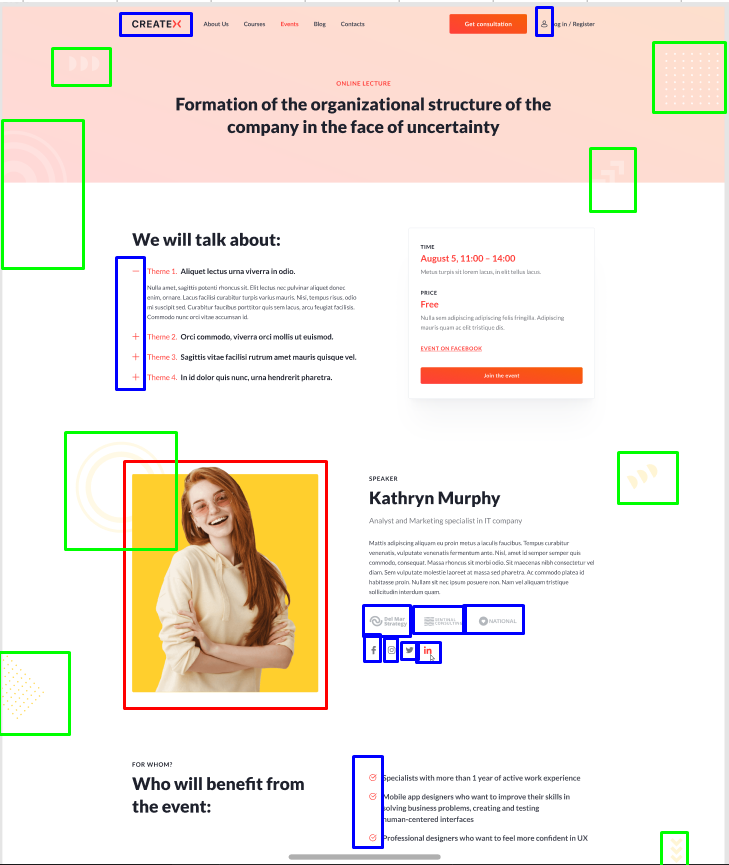 CREATEX
About Us Courses Events Blog Contacts Get consultation Log in / Register
ONLINE LECTURE
Formation of the organizational structure of the
company in the face of uncertainty
We will talk about:
Theme 1. Aliquet lectus urna viverra in odio.
Nulla amet, sagittis potenti rhoncus sit. Elit lectus nec pulvinar aliquet donec
enim, ornare. Lacus facilisi curabitur turpis varius mauris. Nisi, tempus risus, odio
mi suscipit sed. Curabitur faucibus porttitor quis sem lacus, arcu feugiat facilisis.
Commodo nunc orci vitae accumsan id.
Theme 2. Orci commodo, viverra orci mollis ut euismod.
Theme 3. Sagittis vitae facilisi rutrum amet mauris quisque vel.
Theme 4. In id dolor quis nunc, urna hendrerit pharetra.
TIME
August 5, 11:00 – 14:00
Metus turpis sit lorem lacus, in elit tellus lacus.
PRICE
Free
Nulla sem adipiscing adipiscing felis fringilla. Adipiscing
mauris quam ac elit tristique dis.
EVENT ON FACEBOOK
Join the event
SPEAKER
Kathryn Murphy
Analyst and Marketing specialist in IT company
Mattis adipiscing aliquam eu proin metus a iaculis faucibus. Tempus curabitur
venenatis, vulputate venenatis fermentum ante. Nisl, amet id semper semper quis
commodo, consequat. Massa rhoncus sit morbi odio. Sit maecenas nibh consectetur vel
diam. Sem vulputate molestie laoreet at massa sed pharetra. Ac commodo platea id
habitasse proin. Nullam sit nec ipsum posuere non. Nam vel aliquam tristique
sollicitudin interdum quam.
Del Mar
Strategy
SENTINAL
CONSULTING
NATIONAL
FOR WHOM?
Who will benefit from
the event:
Specialists with more than 1 year of active work experience
Mobile app designers who want to improve their skills in
solving business problems, creating and testing
human-centered interfaces
Professional designers who want to feel more confident in UX